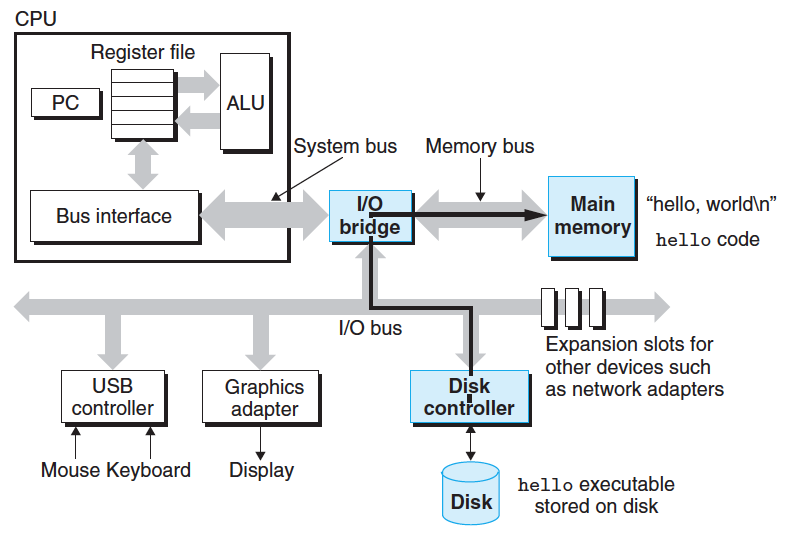 CPU
Register file
PC
ALU
System bus
Memory bus
Bus interface
I/O
bridge
Main
memory
“hello, world\n”
hello code
I/O bus
Expansion slots for
other devices such
as network adapters
USB
controller
Graphics
adapter
Disk
controller
Mouse Keyboard
Display
Disk
hello executable
stored on disk